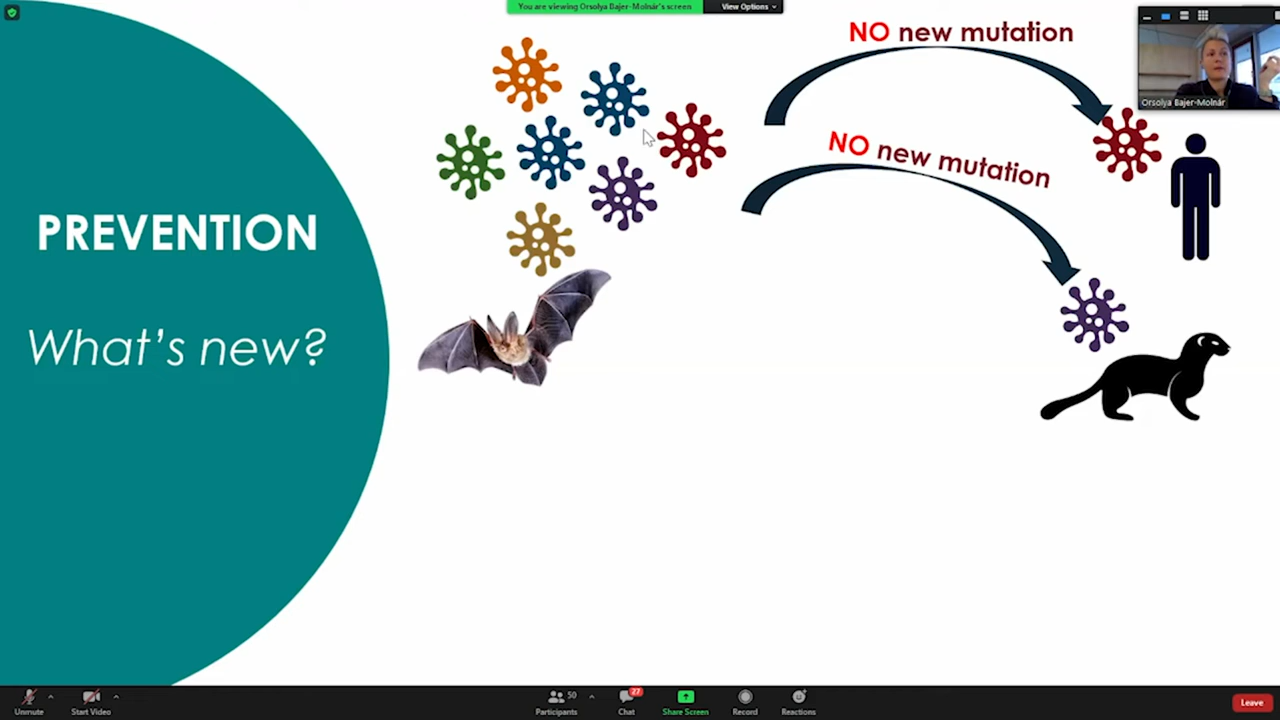 You are viewing Orsolya Bajer-Molnár's screen
View Options
NO new mutation
Orsolya Bajer-Molnár
NO new mutation
PREVENTION
What's new?
Unmute
Start Video
50
Participants
27
Chat
Share Screen
Record
Reactions
Leave